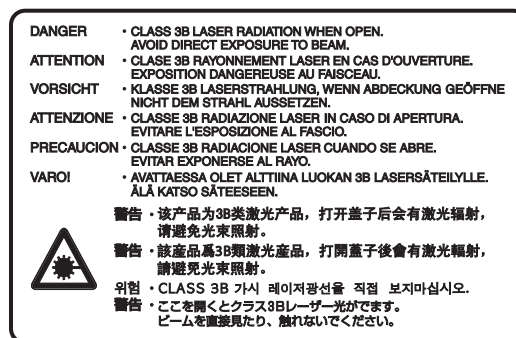 DANGER · CLASS 3B LASER RADIATION WHEN OPEN.
AVOID DIRECT EXPOSURE TO BEAM.
ATTENTION · CLASE 3B RAYONNEMENT LASER EN CAS D'OUVERTURE.
EXPOSITION DANGEREUSE AU FAISCEAU.
VORSICHT · KLASSE 3B LASERSTRAHLUNG, WENN ABDECKUNG GEÖFFNE
NICHT DEM STRAHL AUSSETZEN.
ATTENZIONE · CLASSE 3B RADIAZIONE LASER IN CASO DI APERTURA.
EVITARE L'ESPOSIZIONE AL FASCIO.
PRECAUCION · CLASSE 3B RALIACIONE LASER CUANDO SE ABRE.
EVITAR EXPONERSE AL RAYO.
VARO! · AVATTAESSA OLET ALTTIINA LUOKAN 3B LASERSÄTEILYLLE.
ÄLÄ KATSO SÄTEESEEN.
警告 · 该产品为3B类激光产品，打开盖子后会有激光辐射，
请避免光束照射。
警告 · 該産品爲3B類激光産品，打開蓋子後會有激光輻射，
請避免光束照射。
위험 · CLASS 3B 가시 레이저광선을 직접 보지마십시오.
警告 · ここを開くとクラス3Bレーザー光がでます。
ビームを直接見たり、触れないでください。